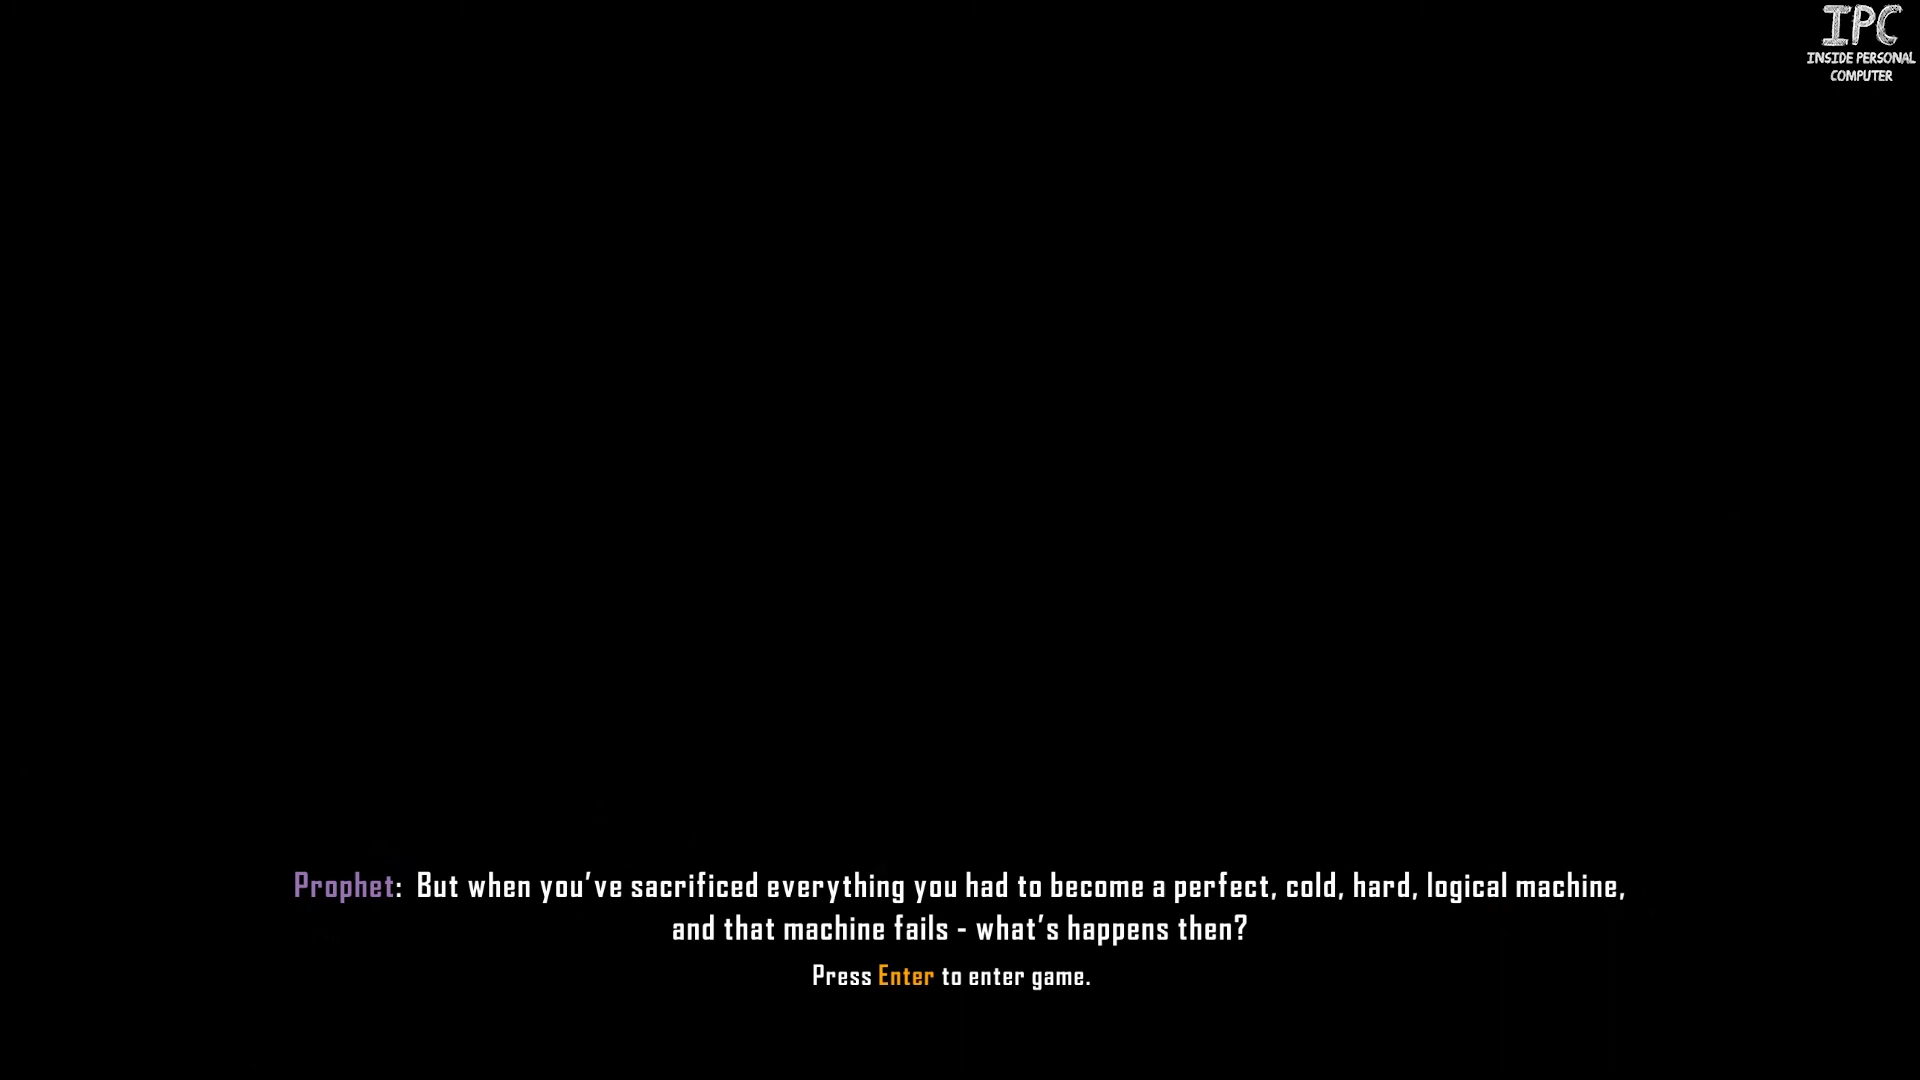 IPC
INSIDE PERSONAL
COMPUTER
Prophet: But when you've sacrificed everything you had to become a perfect, cold, hard, logical machine,
and that machine fails - what's happens then?
Press Enter to enter game.